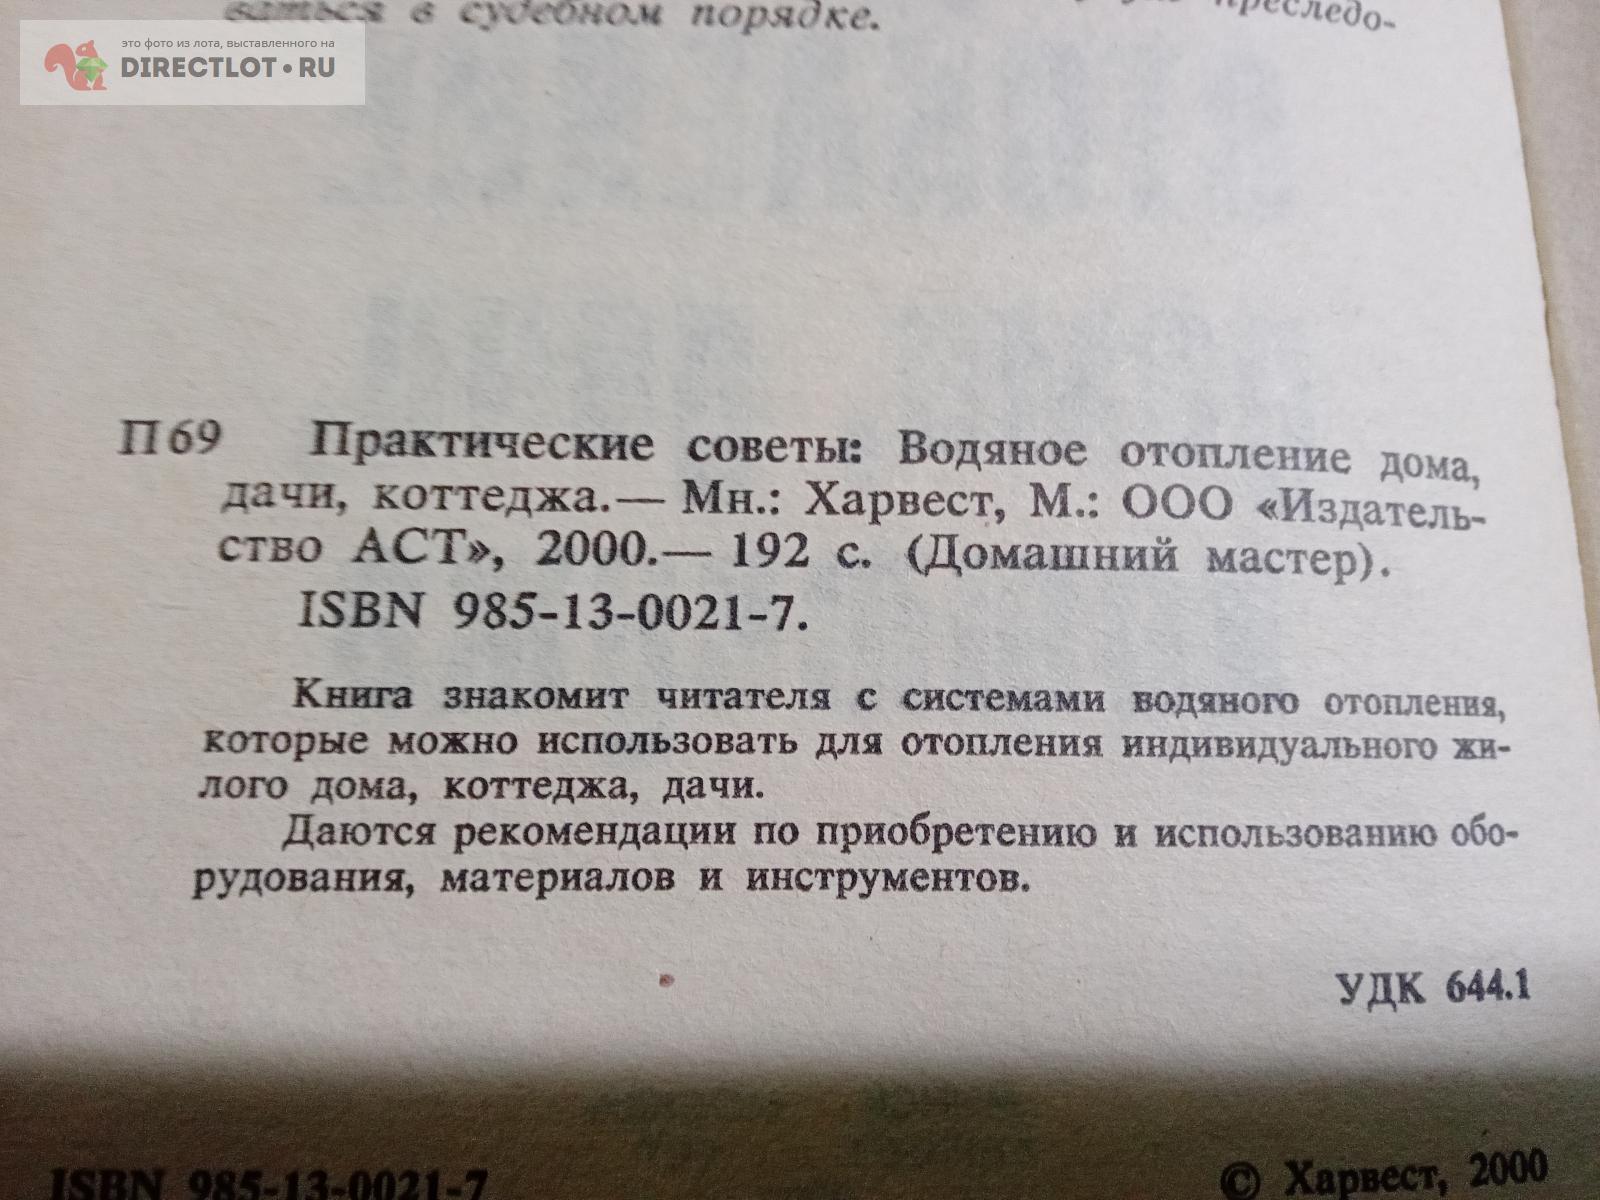 преследо-
ваться в судебном порядке.
это фото из лота, выставленного на
DIRECTLOT•RU
П 69 Практические советы: Водяное отопление дома,
дачи, коттеджа.— Мн.: Харвест, М.: ООО «Издатель-
ство АСТ», 2000.— 192 с. (Домашний мастер).
ISBN 985-13-0021-7.
Книга знакомит читателя с системами водяного отопления,
которые можно использовать для отопления индивидуального жи-
лого дома, коттеджа, дачи.
Даются рекомендации по приобретению и использованию обо-
рудования, материалов и инструментов.
УДК 644.1
ISBN 985-13-0021-7
© Харвест, 2000